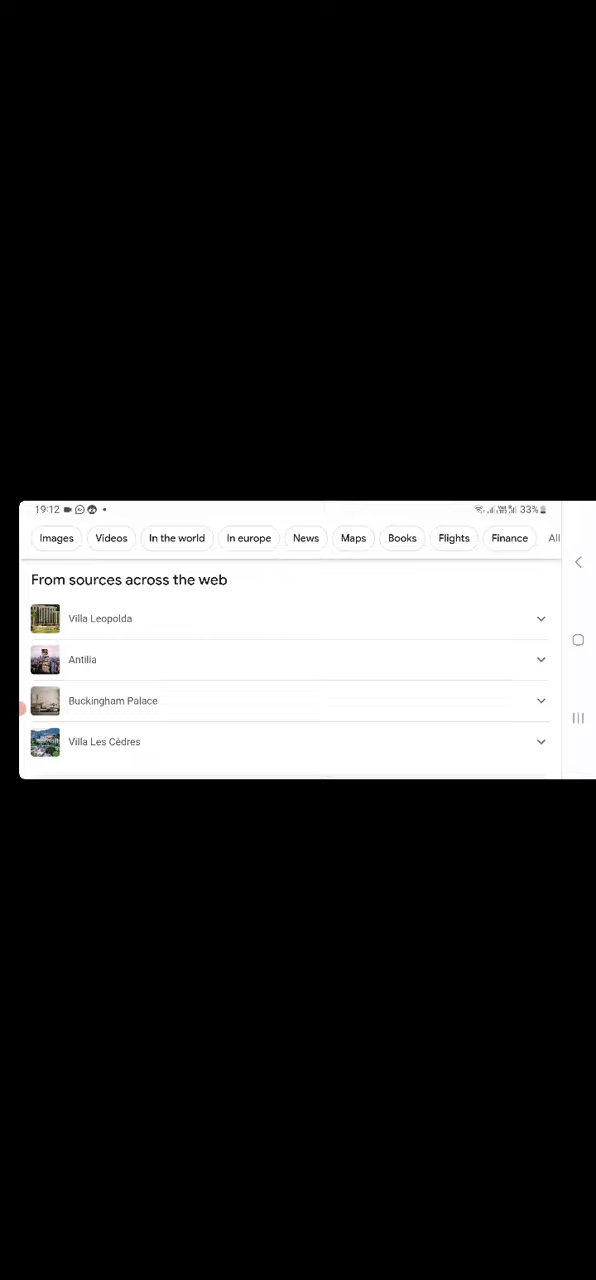 19:12 33%
Images Videos In the world In europe News Maps Books Flights Finance All
From sources across the web
Villa Leopolda
Antilia
Buckingham Palace
Villa Les Cèdres